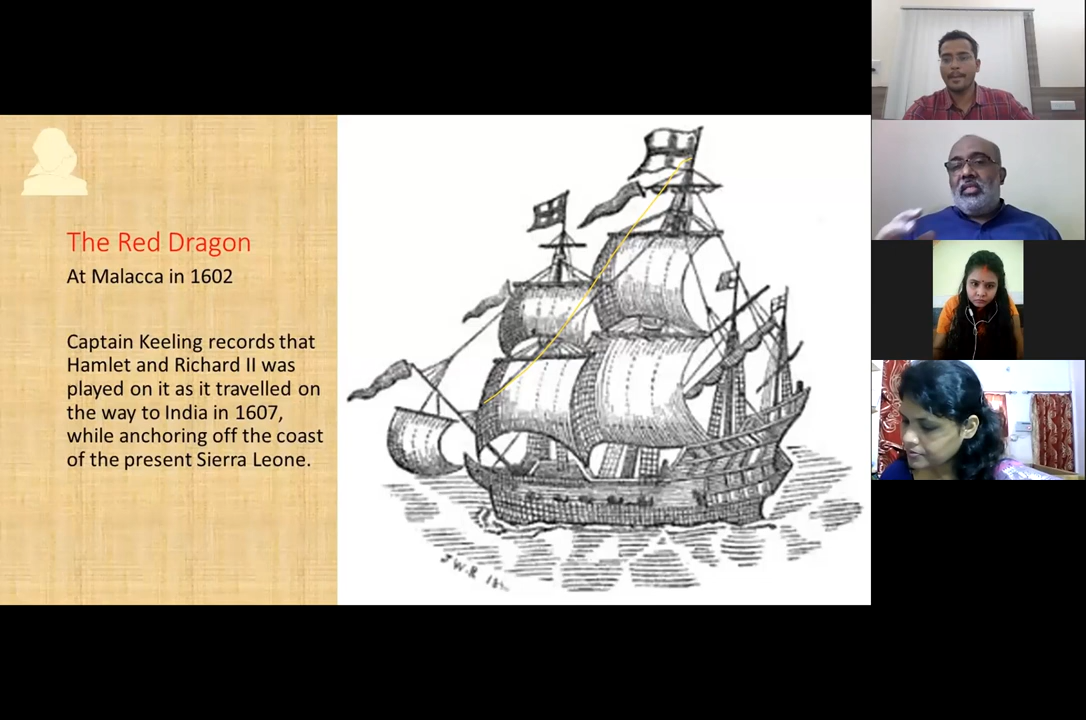 The Red Dragon
At Malacca in 1602
Captain Keeling records that
Hamlet and Richard II was
played on it as it travelled on
the way to India in 1607,
while anchoring off the coast
of the present Sierra Leone.
J.W.R